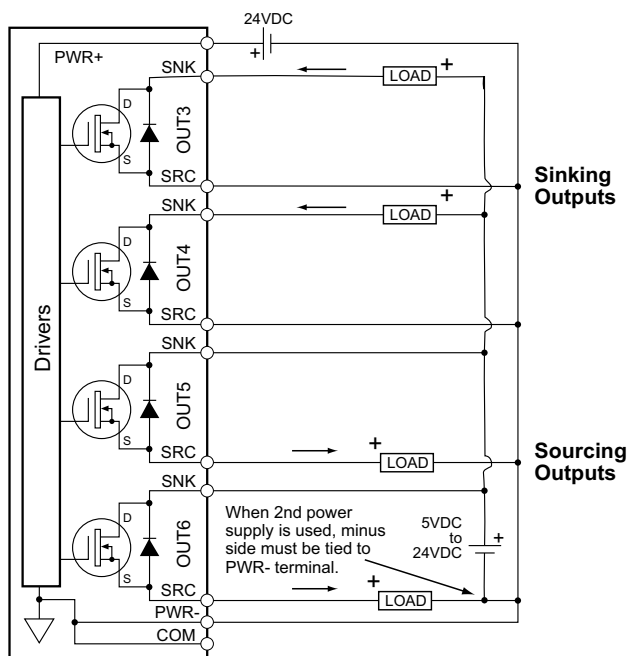 24VDC
+
PWR+
SNK
LOAD
+
D
S
OUT3
SRC
Sinking
Outputs
SNK
LOAD
+
D
S
OUT4
SRC
Drivers
SNK
D
S
OUT5
SRC
+
LOAD
Sourcing
Outputs
SNK
D
S
OUT6
When 2nd power
supply is used, minus
side must be tied to
PWR- terminal.
5VDC
to
24VDC
+
SRC
+
LOAD
PWR-
COM